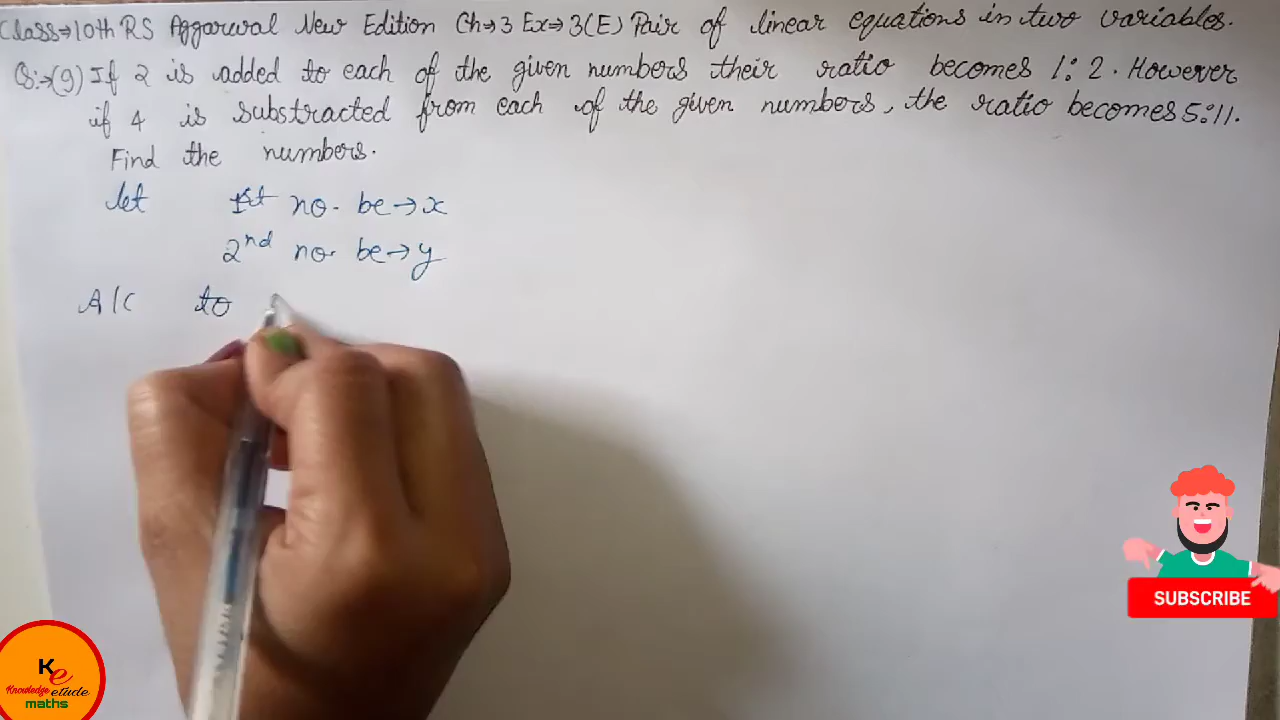 Class→10th RS Aggarwal New Edition Ch→3 Ex→3(E) Pair of linear equations in two variables.
Q:→(9) If 2 is added to each of the given numbers their ratio becomes 1:2. However
if 4 is substracted from each of the given numbers, the ratio becomes 5:11.
Find the numbers.
let 1st no. be→x
2nd no. be→y
A/C to
SUBSCRIBE
Ke
Knowledge etude
maths